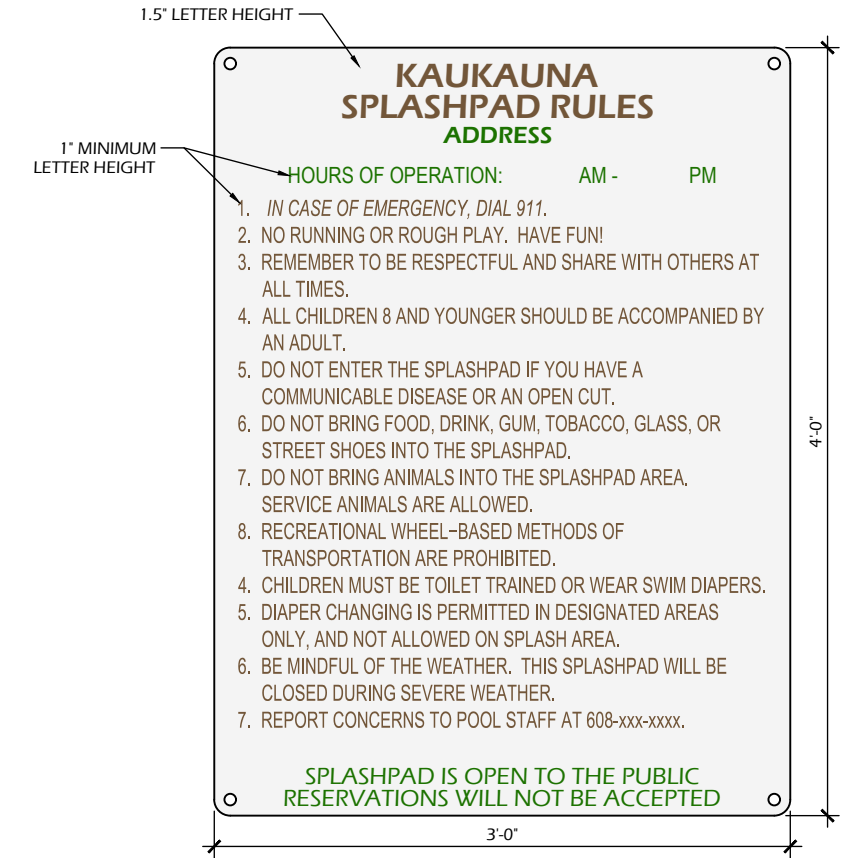 1.5" LETTER HEIGHT
KAUKAUNA
SPLASHPAD RULES
ADDRESS
1" MINIMUM
LETTER HEIGHT
HOURS OF OPERATION: AM - PM
1. IN CASE OF EMERGENCY, DIAL 911.
2. NO RUNNING OR ROUGH PLAY. HAVE FUN!
3. REMEMBER TO BE RESPECTFUL AND SHARE WITH OTHERS AT
ALL TIMES.
4. ALL CHILDREN 8 AND YOUNGER SHOULD BE ACCOMPANIED BY
AN ADULT.
5. DO NOT ENTER THE SPLASHPAD IF YOU HAVE A
COMMUNICABLE DISEASE OR AN OPEN CUT.
6. DO NOT BRING FOOD, DRINK, GUM, TOBACCO, GLASS, OR
STREET SHOES INTO THE SPLASHPAD.
7. DO NOT BRING ANIMALS INTO THE SPLASHPAD AREA.
SERVICE ANIMALS ARE ALLOWED.
8. RECREATIONAL WHEEL-BASED METHODS OF
TRANSPORTATION ARE PROHIBITED.
4. CHILDREN MUST BE TOILET TRAINED OR WEAR SWIM DIAPERS.
5. DIAPER CHANGING IS PERMITTED IN DESIGNATED AREAS
ONLY, AND NOT ALLOWED ON SPLASH AREA.
6. BE MINDFUL OF THE WEATHER. THIS SPLASHPAD WILL BE
CLOSED DURING SEVERE WEATHER.
7. REPORT CONCERNS TO POOL STAFF AT 608-xxx-xxxx.
SPLASHPAD IS OPEN TO THE PUBLIC
RESERVATIONS WILL NOT BE ACCEPTED
4'-0"
3'-0"